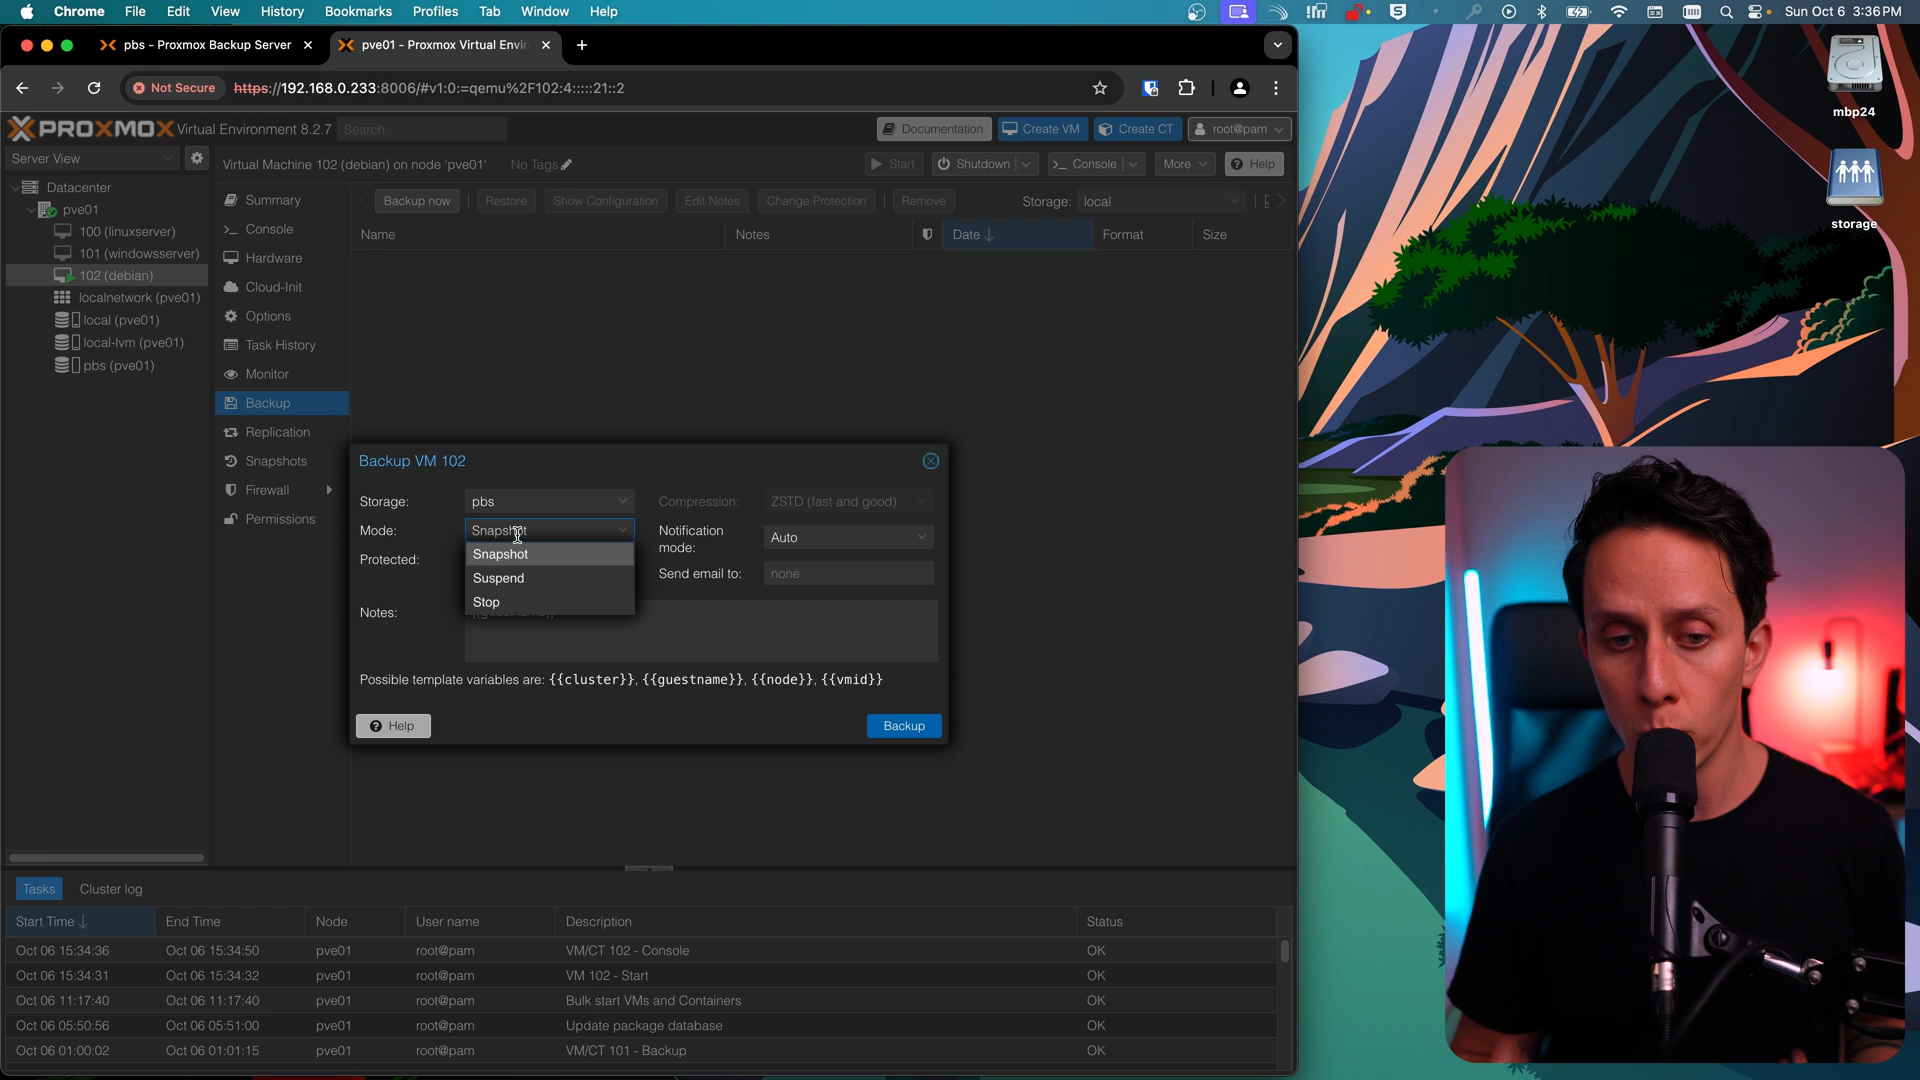 Chrome File Edit View History Bookmarks Profiles Tab Window Help
Sun Oct 6 3:36 PM
pbs - Proxmox Backup Server
pve01 - Proxmox Virtual Envir
Not Secure https://192.168.0.233:8006/#v1:0:=qemu%2F102:4:::::21::2
PROXMOX Virtual Environment 8.2.7 Search
Documentation Create VM Create CT root@pam
Server View
Virtual Machine 102 (debian) on node 'pve01' No Tags
Start Shutdown Console More Help
Datacenter
pve01
100 (linuxserver)
101 (windowsserver)
102 (debian)
localnetwork (pve01)
local (pve01)
local-lvm (pve01)
pbs (pve01)
Summary
Console
Hardware
Cloud-Init
Options
Task History
Monitor
Backup
Replication
Snapshots
Firewall
Permissions
Backup now Restore Show Configuration Edit Notes Change Protection Remove Storage: local
Name Notes Date Format Size
Backup VM 102
Storage: pbs
Mode: Snapshot
Snapshot
Suspend
Stop
Protected:
Compression: ZSTD (fast and good)
Notification mode: Auto
Send email to: none
Notes:
Possible template variables are: {{cluster}}, {{guestname}}, {{node}}, {{vmid}}
Help Backup
Tasks Cluster log
Start Time End Time Node User name Description Status
Oct 06 15:34:36 Oct 06 15:34:50 pve01 root@pam VM/CT 102 - Console OK
Oct 06 15:34:31 Oct 06 15:34:32 pve01 root@pam VM 102 - Start OK
Oct 06 11:17:40 Oct 06 11:17:40 pve01 root@pam Bulk start VMs and Containers OK
Oct 06 05:50:56 Oct 06 05:51:00 pve01 root@pam Update package database OK
Oct 06 01:00:02 Oct 06 01:01:15 pve01 root@pam VM/CT 101 - Backup OK
mbp24
storage